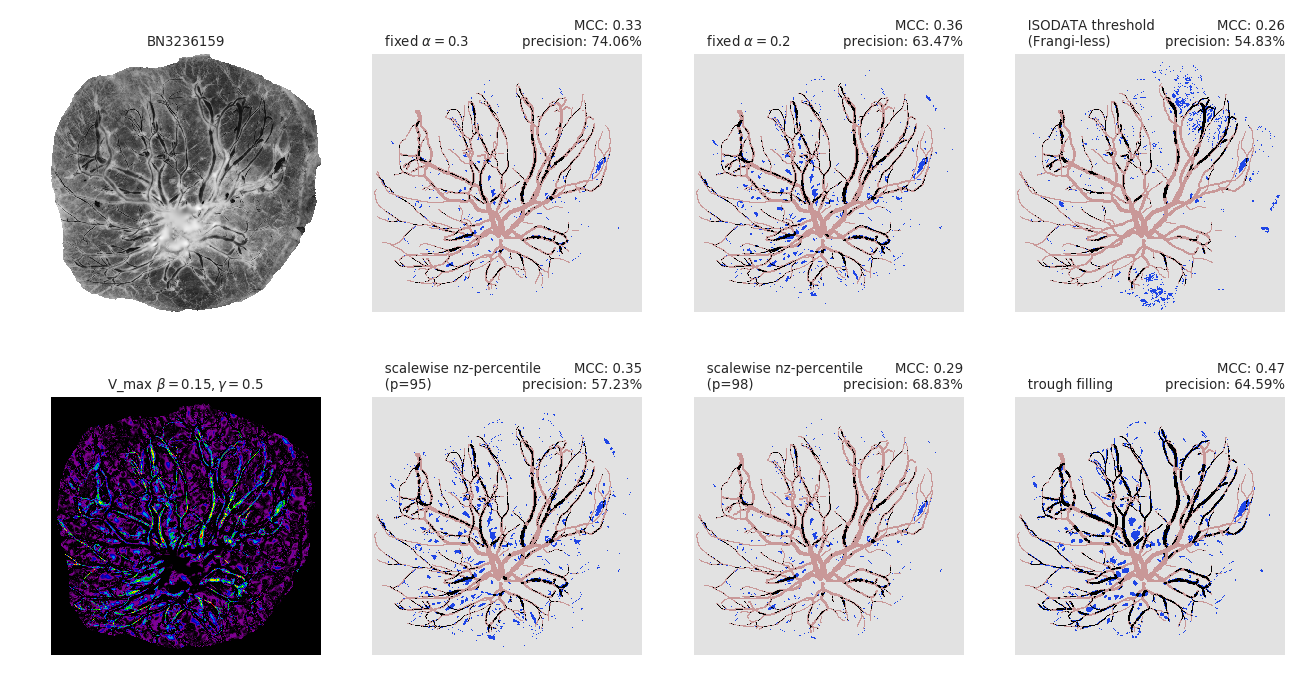 BN3236159
MCC: 0.33
fixed α = 0.3 precision: 74.06%
MCC: 0.36
fixed α = 0.2 precision: 63.47%
ISODATA threshold MCC: 0.26
(Frangi-less) precision: 54.83%
V_max β = 0.15, γ = 0.5
scalewise nz-percentile MCC: 0.35
(p=95) precision: 57.23%
scalewise nz-percentile MCC: 0.29
(p=98) precision: 68.83%
MCC: 0.47
trough filling precision: 64.59%